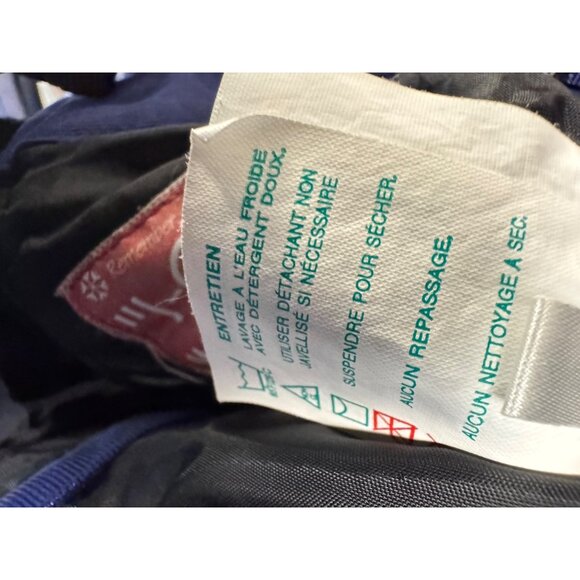 ENTRETIEN
LAVAGE À L'EAU FROIDE
AVEC DÉTERGENT DOUX.
UTILISER DÉTACHANT NON
JAVELLISÉ SI NÉCESSAIRE
SUSPENDRE POUR SÉCHER.
AUCUN REPASSAGE.
AUCUN NETTOYAGE A SEC.